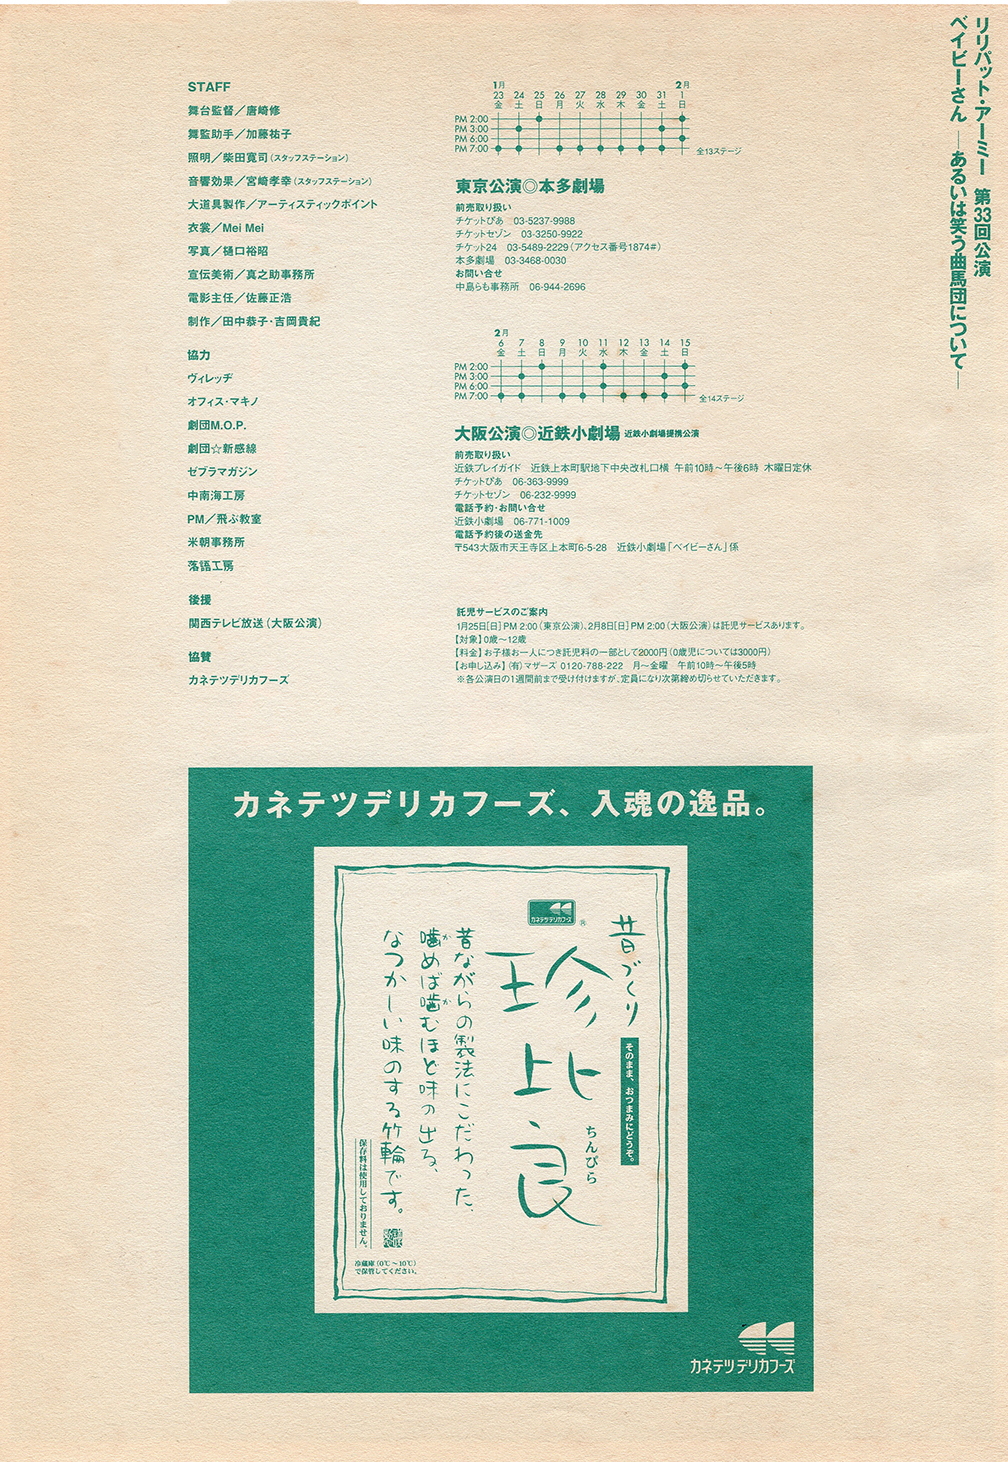 リリパット・アーミー 第33回公演
ベイビーさん ―あるいは笑う曲馬団について―
STAFF
舞台監督／唐崎修
舞監助手／加藤祐子
照明／柴田寛司（スタッフステーション）
音響効果／宮崎孝幸（スタッフステーション）
大道具製作／アーティスティックポイント
衣裳／Mei Mei
写真／樋口裕昭
宣伝美術／真之助事務所
電影主任／佐藤正浩
制作／田中恭子・吉岡貴紀
協力
ヴィレッヂ
オフィス・マキノ
劇団M.O.P.
劇団☆新感線
ゼブラマガジン
中南海工房
PM／飛ぶ教室
米朝事務所
落語工房
後援
関西テレビ放送（大阪公演）
協賛
カネテツデリカフーズ
1月 2月
23 24 25 26 27 28 29 30 31 1
金 土 日 月 火 水 木 金 土 日
PM 2:00
PM 3:00
PM 6:00
PM 7:00 全13ステージ
東京公演◎本多劇場
前売取り扱い
チケットぴあ 03-5237-9988
チケットセゾン 03-3250-9922
チケット24 03-5489-2229（アクセス番号1874#）
本多劇場 03-3468-0030
お問い合せ
中島らも事務所 06-944-2696
2月
6 7 8 9 10 11 12 13 14 15
金 土 日 月 火 水 木 金 土 日
PM 2:00
PM 3:00
PM 6:00
PM 7:00 全14ステージ
大阪公演◎近鉄小劇場 近鉄小劇場提携公演
前売取り扱い
近鉄プレイガイド 近鉄上本町駅地下中央改札口横 午前10時～午後6時 木曜日定休
チケットぴあ 06-363-9999
チケットセゾン 06-232-9999
電話予約・お問い合せ
近鉄小劇場 06-771-1009
電話予約後の送金先
〒543大阪市天王寺区上本町6-5-28 近鉄小劇場「ベイビーさん」係
託児サービスのご案内
1月25日[日] PM 2:00（東京公演）、2月8日[日] PM 2:00（大阪公演）は託児サービスあります。
【対象】0歳～12歳
【料金】お子様お一人につき託児料の一部として2000円（0歳児については3000円）
【お申し込み】（有）マザーズ 0120-788-222 月～金曜 午前10時～午後5時
※各公演日の1週間前まで受け付けますが、定員になり次第締め切らせていただきます。
カネテツデリカフーズ、入魂の逸品。
カネテツデリカフーズ ®
昔づくり
そのまま、おつまみにどうぞ。
珍比良
ちんぴら
昔ながらの製法にこだわった、
噛めば噛むほど味の出る、
か か
なつかしい味のする竹輪です。
保存料は使用しておりません。
冷蔵庫（0℃～10℃）
で保管してください。
カネテツデリカフーズ